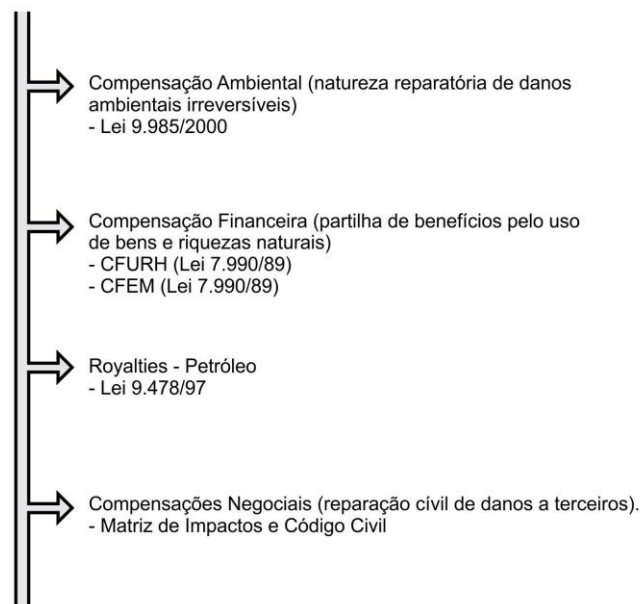 Compensação Ambiental (natureza reparatória de danos
ambientais irreversíveis)
- Lei 9.985/2000
Compensação Financeira (partilha de benefícios pelo uso
de bens e riquezas naturais)
- CFURH (Lei 7.990/89)
- CFEM (Lei 7.990/89)
Royalties - Petróleo
- Lei 9.478/97
Compensações Negociais (reparação cívil de danos a terceiros).
- Matriz de Impactos e Código Civil